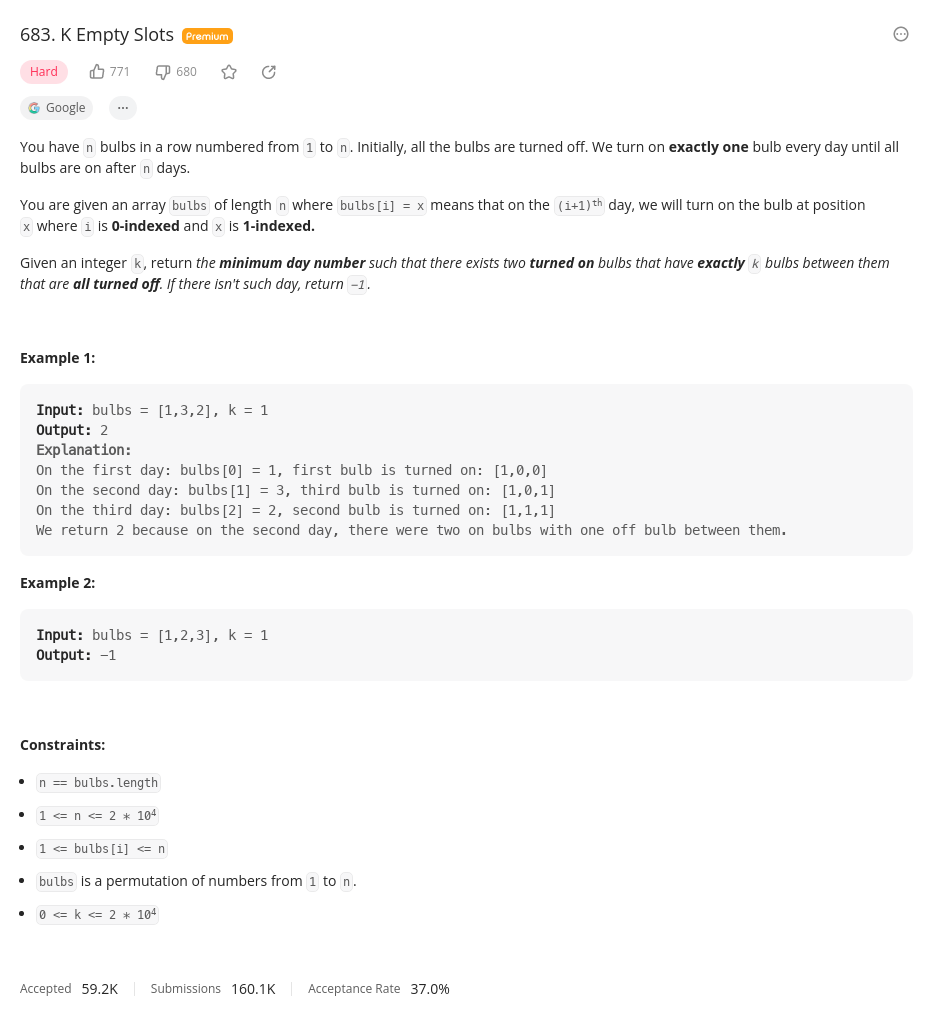 683. K Empty Slots Premium
Hard 771 680
Google ...
You have n bulbs in a row numbered from 1 to n. Initially, all the bulbs are turned off. We turn on exactly one bulb every day until all
bulbs are on after n days.
You are given an array bulbs of length n where bulbs[i] = x means that on the (i+1)th day, we will turn on the bulb at position
x where i is 0-indexed and x is 1-indexed.
Given an integer k, return the minimum day number such that there exists two turned on bulbs that have exactly k bulbs between them
that are all turned off. If there isn't such day, return -1.
Example 1:
Input: bulbs = [1,3,2], k = 1
Output: 2
Explanation:
On the first day: bulbs[0] = 1, first bulb is turned on: [1,0,0]
On the second day: bulbs[1] = 3, third bulb is turned on: [1,0,1]
On the third day: bulbs[2] = 2, second bulb is turned on: [1,1,1]
We return 2 because on the second day, there were two on bulbs with one off bulb between them.
Example 2:
Input: bulbs = [1,2,3], k = 1
Output: -1
Constraints:
• n == bulbs.length
• 1 <= n <= 2 * 10⁴
• 1 <= bulbs[i] <= n
• bulbs is a permutation of numbers from 1 to n.
• 0 <= k <= 2 * 10⁴
Accepted 59.2K Submissions 160.1K Acceptance Rate 37.0%